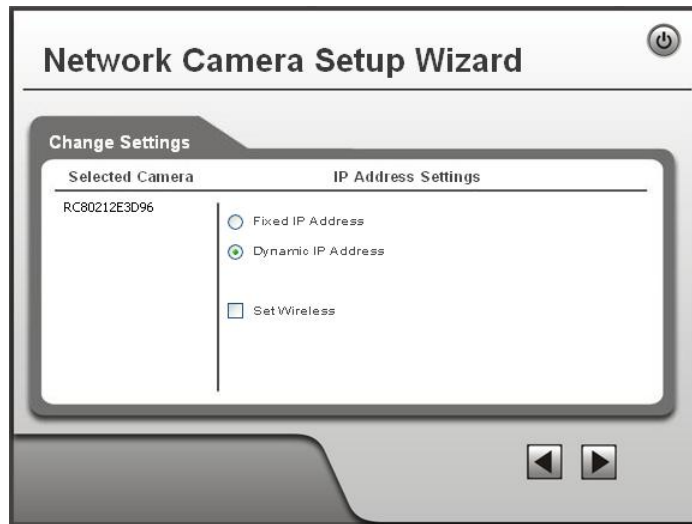 Network Camera Setup Wizard
Change Settings
Selected Camera
IP Address Settings
RC80212E3D96
Fixed IP Address
Dynamic IP Address
Set Wireless